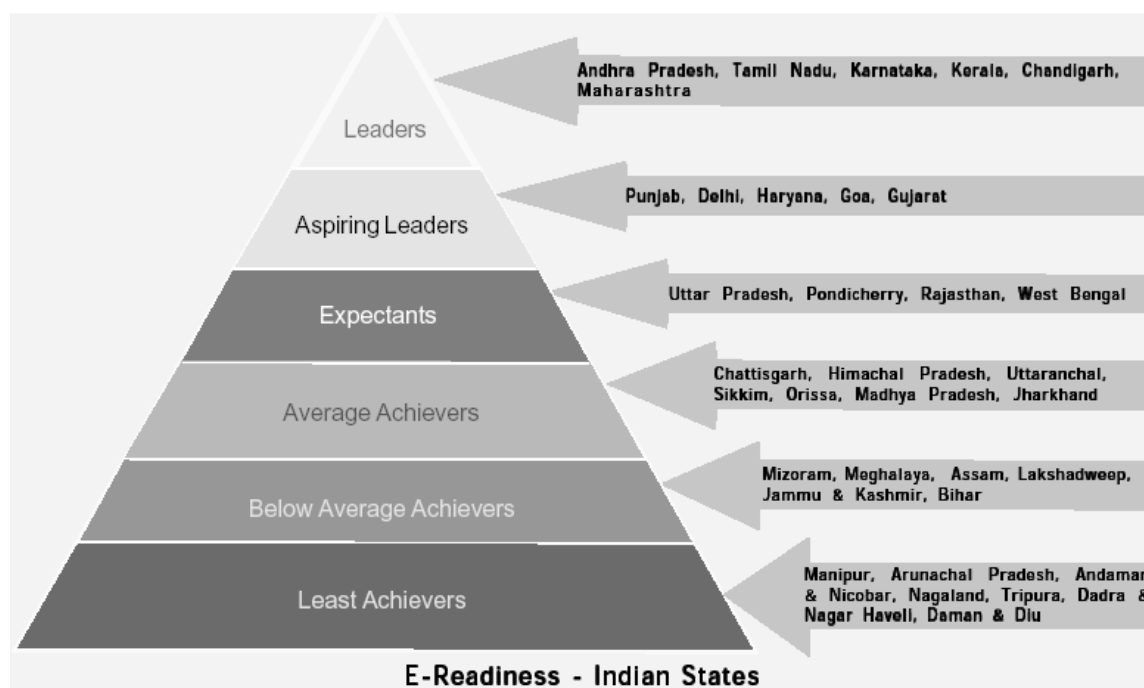 Leaders
Andhra Pradesh, Tamil Nadu, Karnataka, Kerala, Chandigarh,
Maharashtra
Aspiring Leaders
Punjab, Delhi, Haryana, Goa, Gujarat
Expectants
Uttar Pradesh, Pondicherry, Rajasthan, West Bengal
Average Achievers
Chattisgarh, Himachal Pradesh, Uttaranchal,
Sikkim, Orissa, Madhya Pradesh, Jharkhand
Below Average Achievers
Mizoram, Meghalaya, Assam, Lakshadweep,
Jammu & Kashmir, Bihar
Least Achievers
Manipur, Arunachal Pradesh, Andaman
& Nicobar, Nagaland, Tripura, Dadra &
Nagar Haveli, Daman & Diu
E-Readiness - Indian States